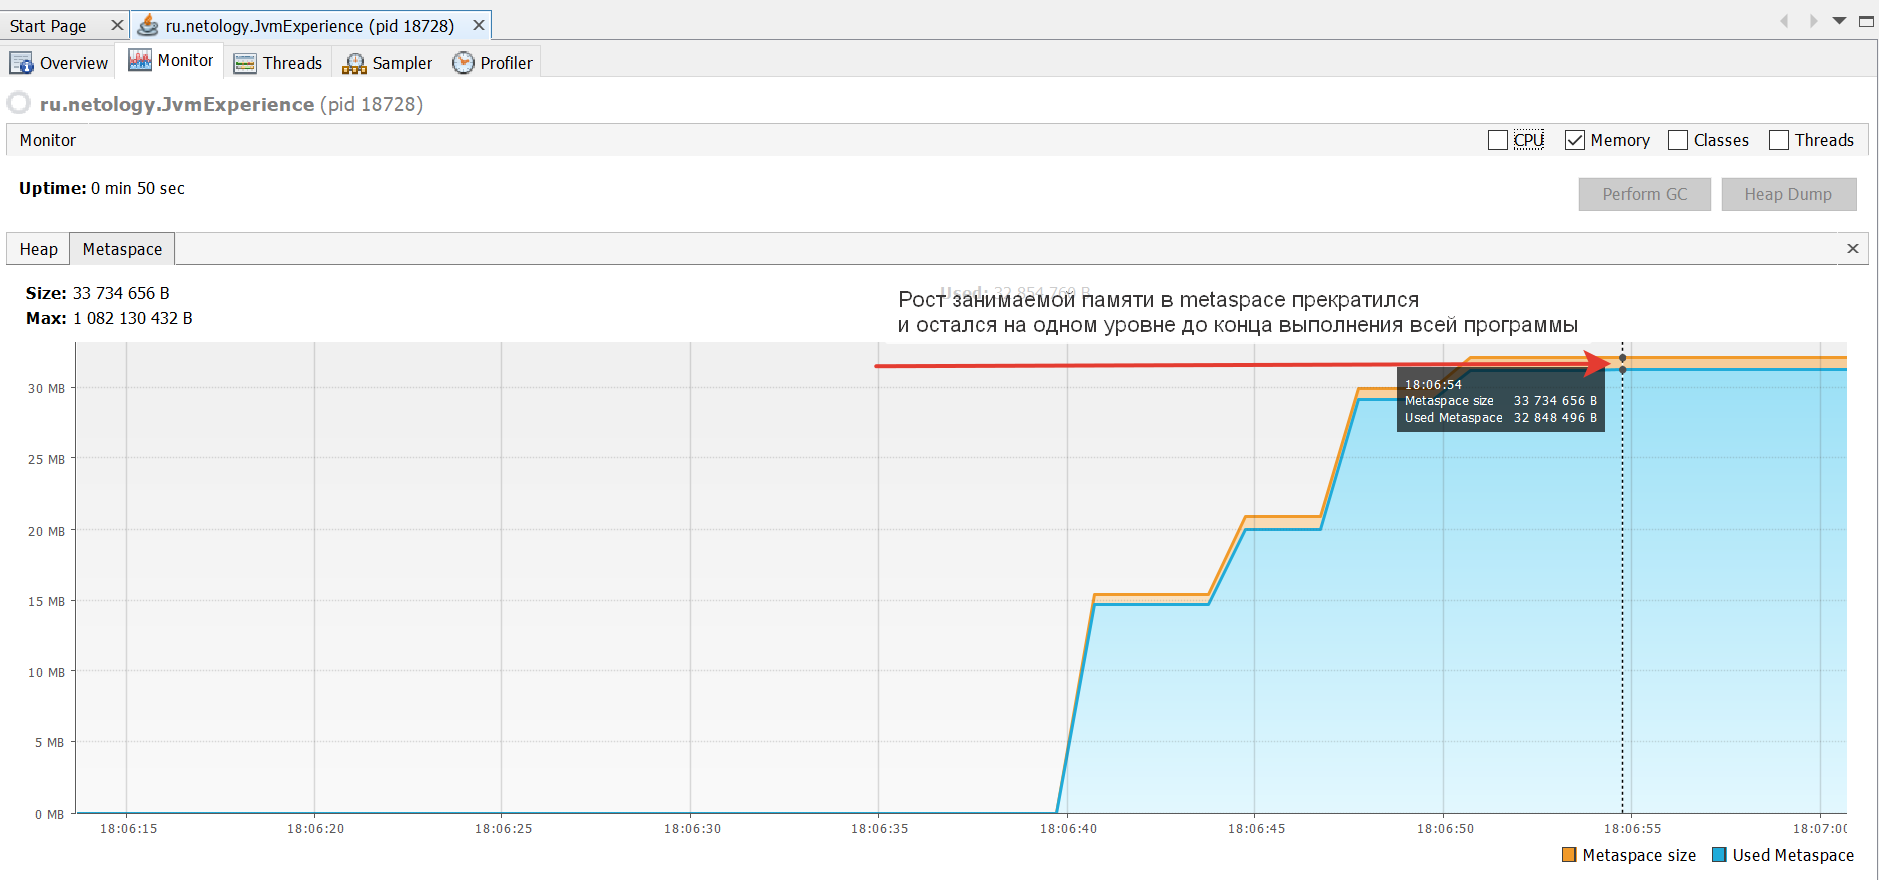 Start Page
ru.netology.JvmExperience (pid 18728)
Overview
Monitor
Threads
Sampler
Profiler
ru.netology.JvmExperience (pid 18728)
Monitor
CPU
Memory
Classes
Threads
Uptime: 0 min 50 sec
Perform GC
Heap Dump
Heap
Metaspace
Size: 33 734 656 B
Used: 32 854 760 B
Max: 1 082 130 432 B
Рост занимаемой памяти в metaspace прекратился
и остался на одном уровне до конца выполнения всей программы
30 MB
25 MB
20 MB
15 MB
10 MB
5 MB
0 MB
18:06:54
Metaspace size 33 734 656 B
Used Metaspace 32 848 496 B
18:06:15
18:06:20
18:06:25
18:06:30
18:06:35
18:06:40
18:06:45
18:06:50
18:06:55
18:07:00
Metaspace size
Used Metaspace